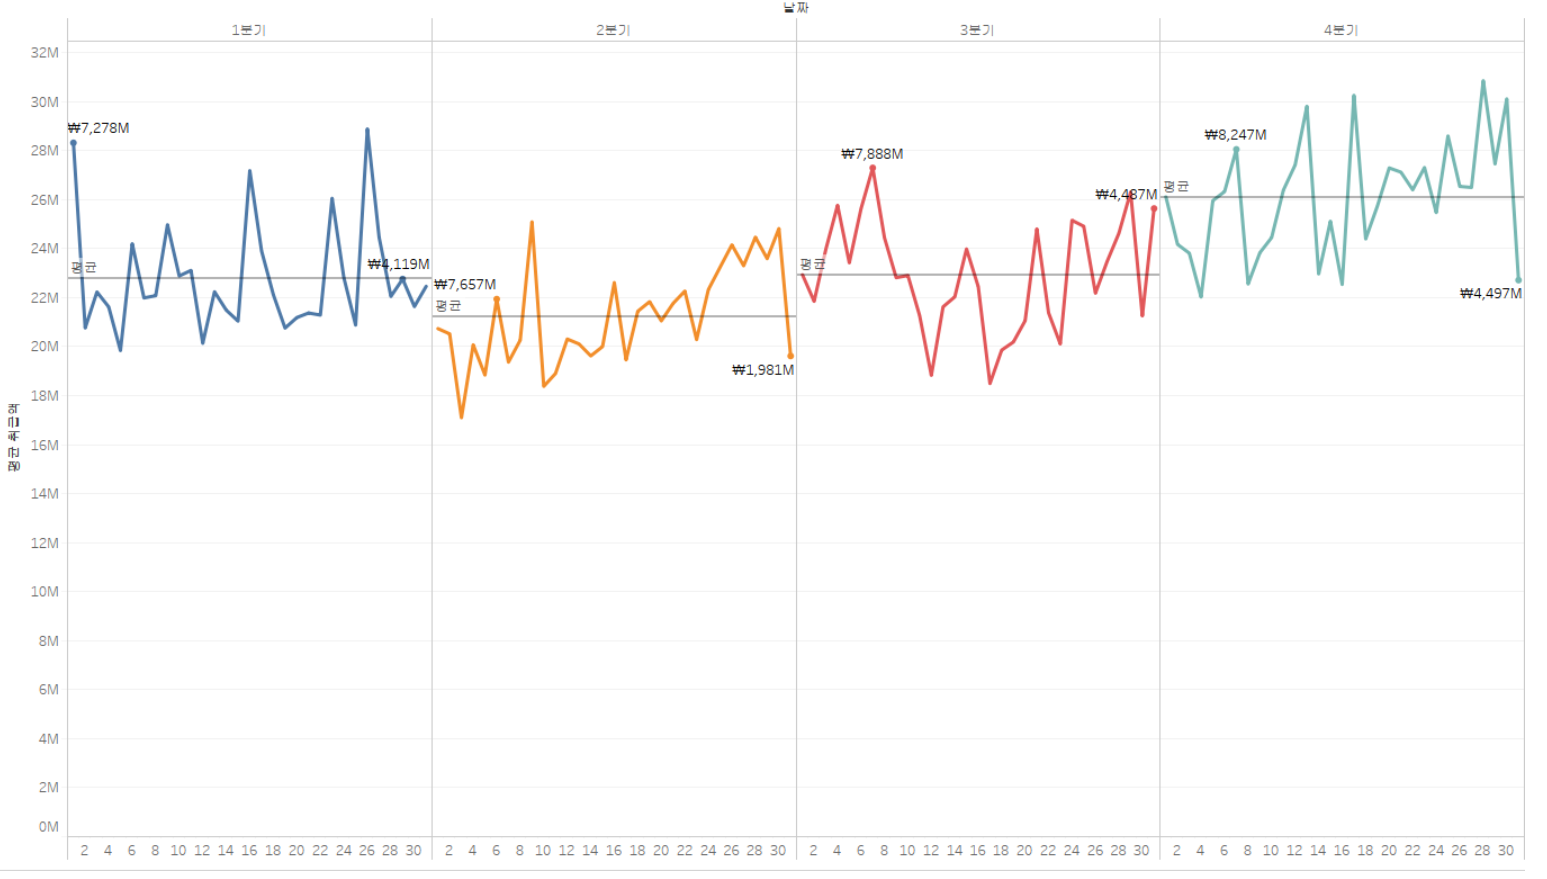 날짜
1분기 2분기 3분기 4분기
32M
30M
28M
26M
24M
22M
20M
18M
16M
14M
12M
10M
8M
6M
4M
2M
0M
평균 취급액
₩7,278M
평균
₩4,119M
₩7,657M
평균
₩1,981M
₩7,888M
평균
₩4,487M
₩8,247M
평균
₩4,497M
2 4 6 8 10 12 14 16 18 20 22 24 26 28 30 2 4 6 8 10 12 14 16 18 20 22 24 26 28 30 2 4 6 8 10 12 14 16 18 20 22 24 26 28 30 2 4 6 8 10 12 14 16 18 20 22 24 26 28 30